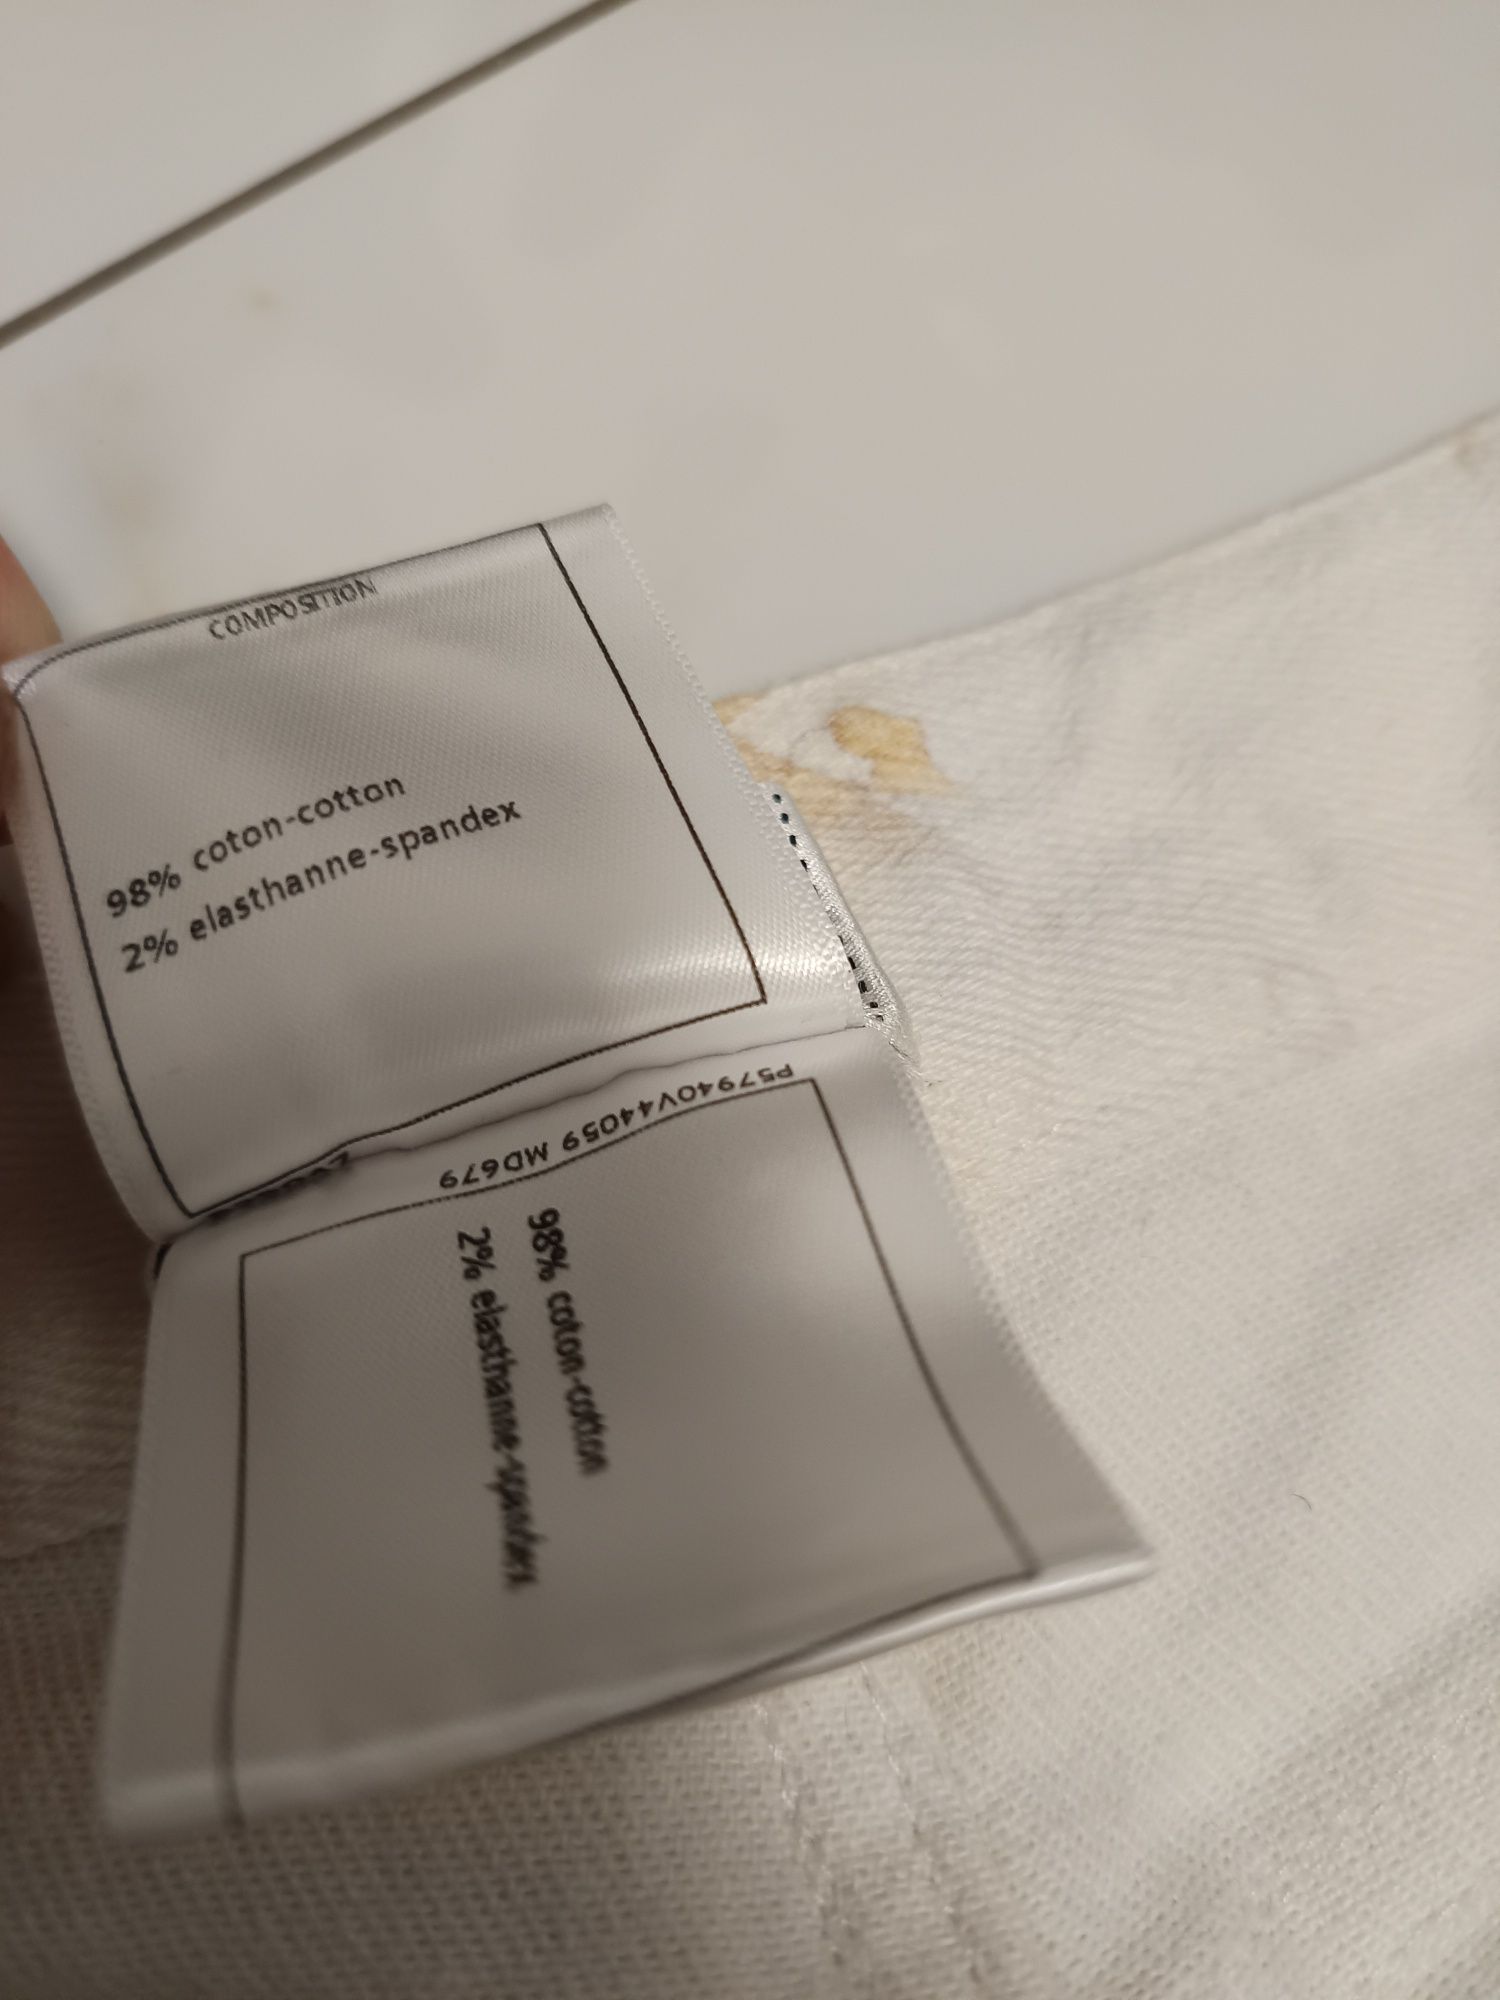 COMPOSITION
98% coton-cotton
2% elasthanne-spandex
P57940V44059 MD679
98% coton-cotton
2% elasthanne-spandex